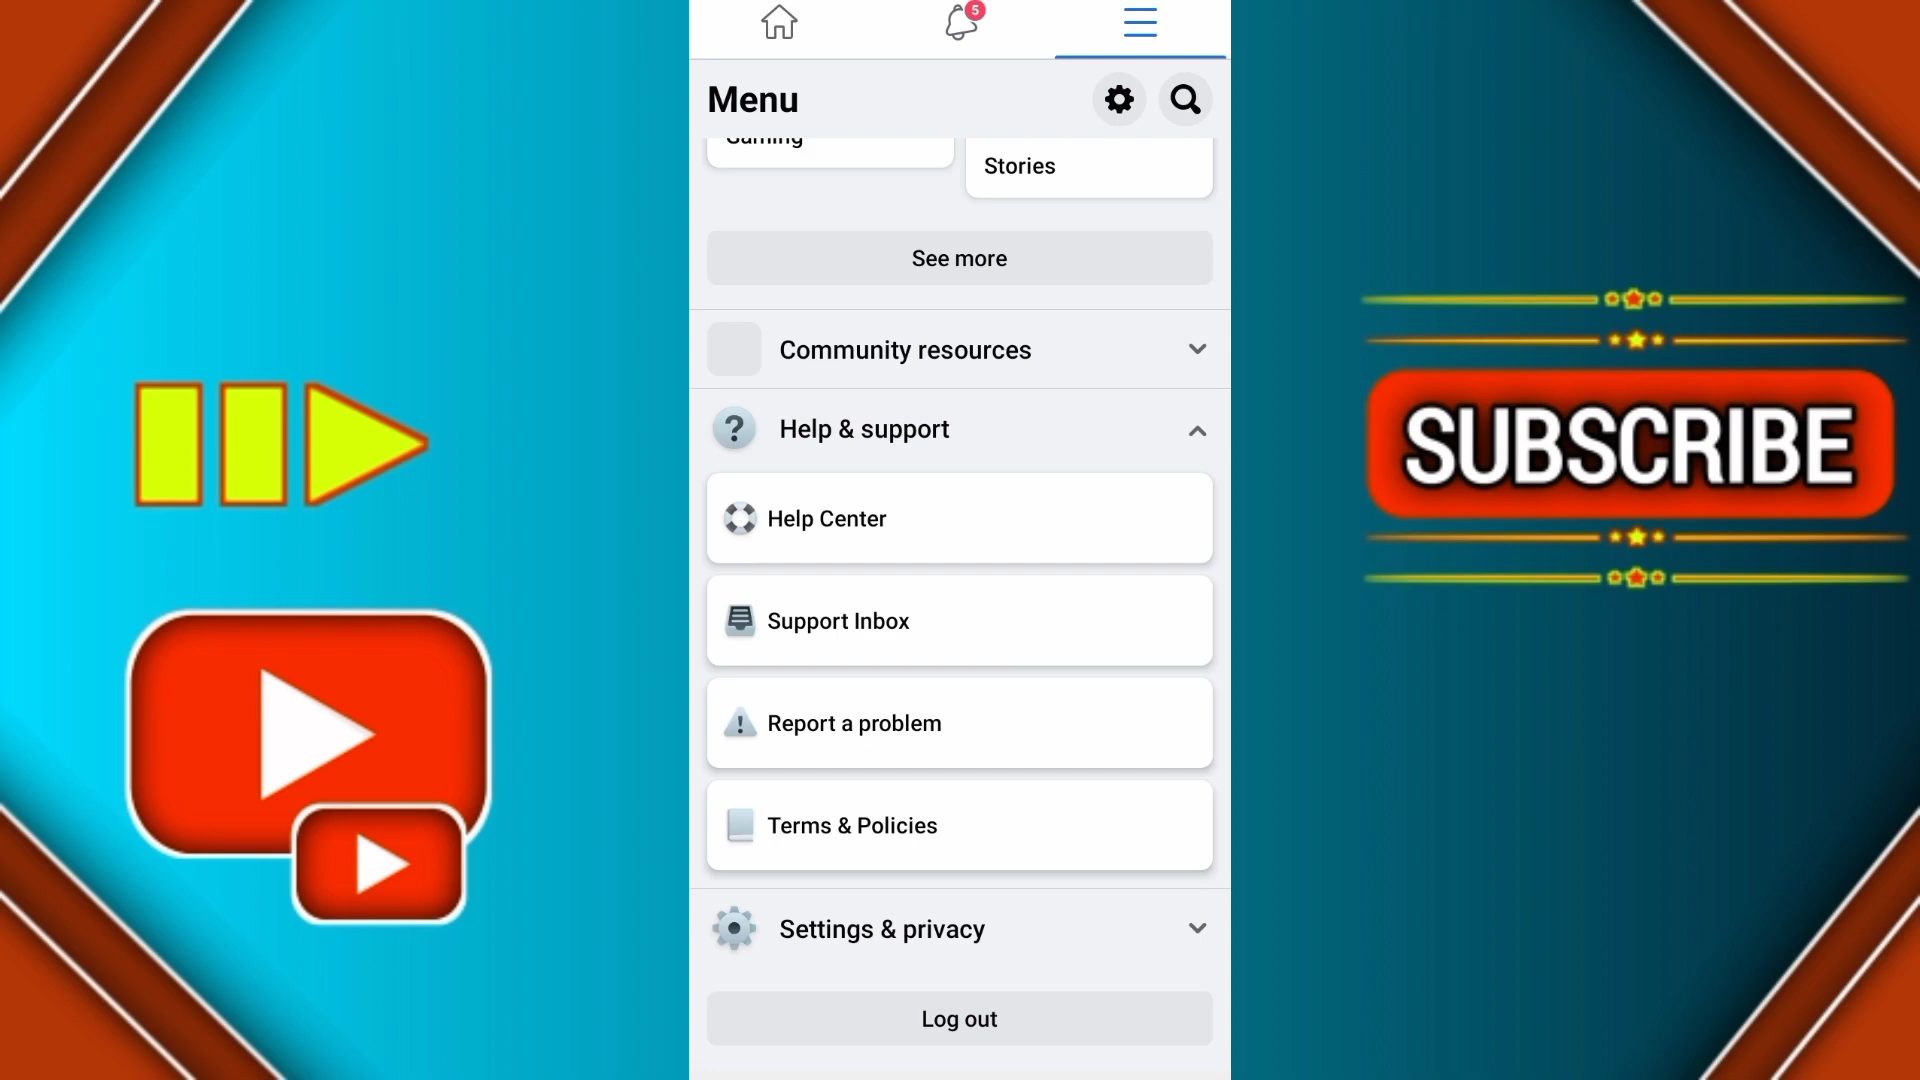 5
Menu
Gaming
Stories
See more
Community resources
Help & support
Help Center
Support Inbox
Report a problem
Terms & Policies
Settings & privacy
Log out
SUBSCRIBE